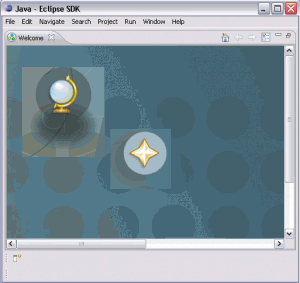 Java - Eclipse SDK
File Edit Navigate Search Project Run Window Help
Welcome